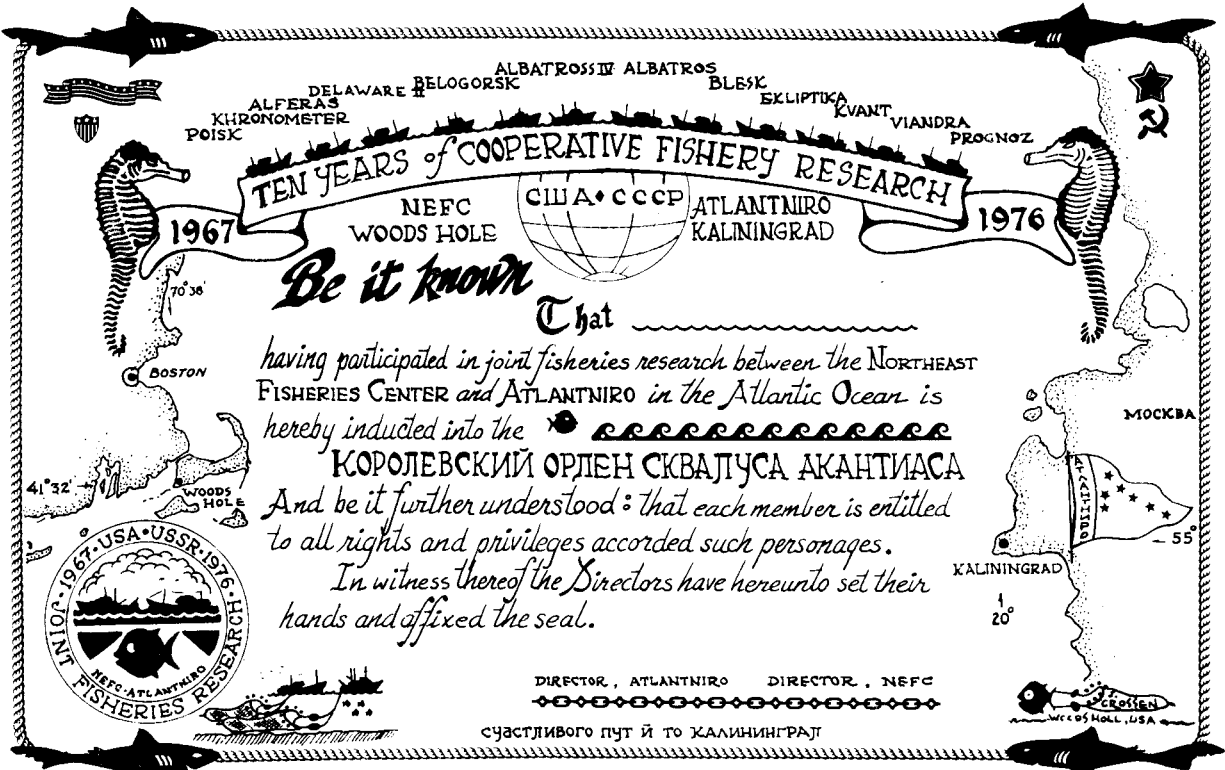 ALBATROSS IV ALBATROS
DELAWARE II BELOGORSK BLESK
ALFERAS EKLIPTIKA
KHRONOMETER KVANT
POISK VIANDRA
PROGNOZ
TEN YEARS of COOPERATIVE FISHERY RESEARCH
1967 США•СССР 1976
NEFC ATLANTNIRO
WOODS HOLE KALININGRAD
Be it known
70°38'
That
having participated in joint fisheries research between the NORTHEAST
BOSTON
FISHERIES CENTER and ATLANTNIRO in the Atlantic Ocean is
МОСКВА
hereby inducted into the
КОРОЛЕВСКИЙ ОРЛЕН СКВАЛУСА АКАНТИАСА
41°32'
WOODS
HOLE
And be it further understood: that each member is entitled
АТЛАНТНИРО
to all rights and privileges accorded such personages.
55°
KALININGRAD
In witness thereof the Directors have hereunto set their
20°
hands and affixed the seal.
JOINT•1967•USA•USSR•1976•
FISHERIES RESEARCH
NEFC-ATLANTNIRO
DIRECTOR, ATLANTNIRO DIRECTOR, NEFC
CROSSEN
WOODS HOLL, USA
СЧАСТЛИВОГО ПУТ Й ТО КАЛИНИНГРАЛ